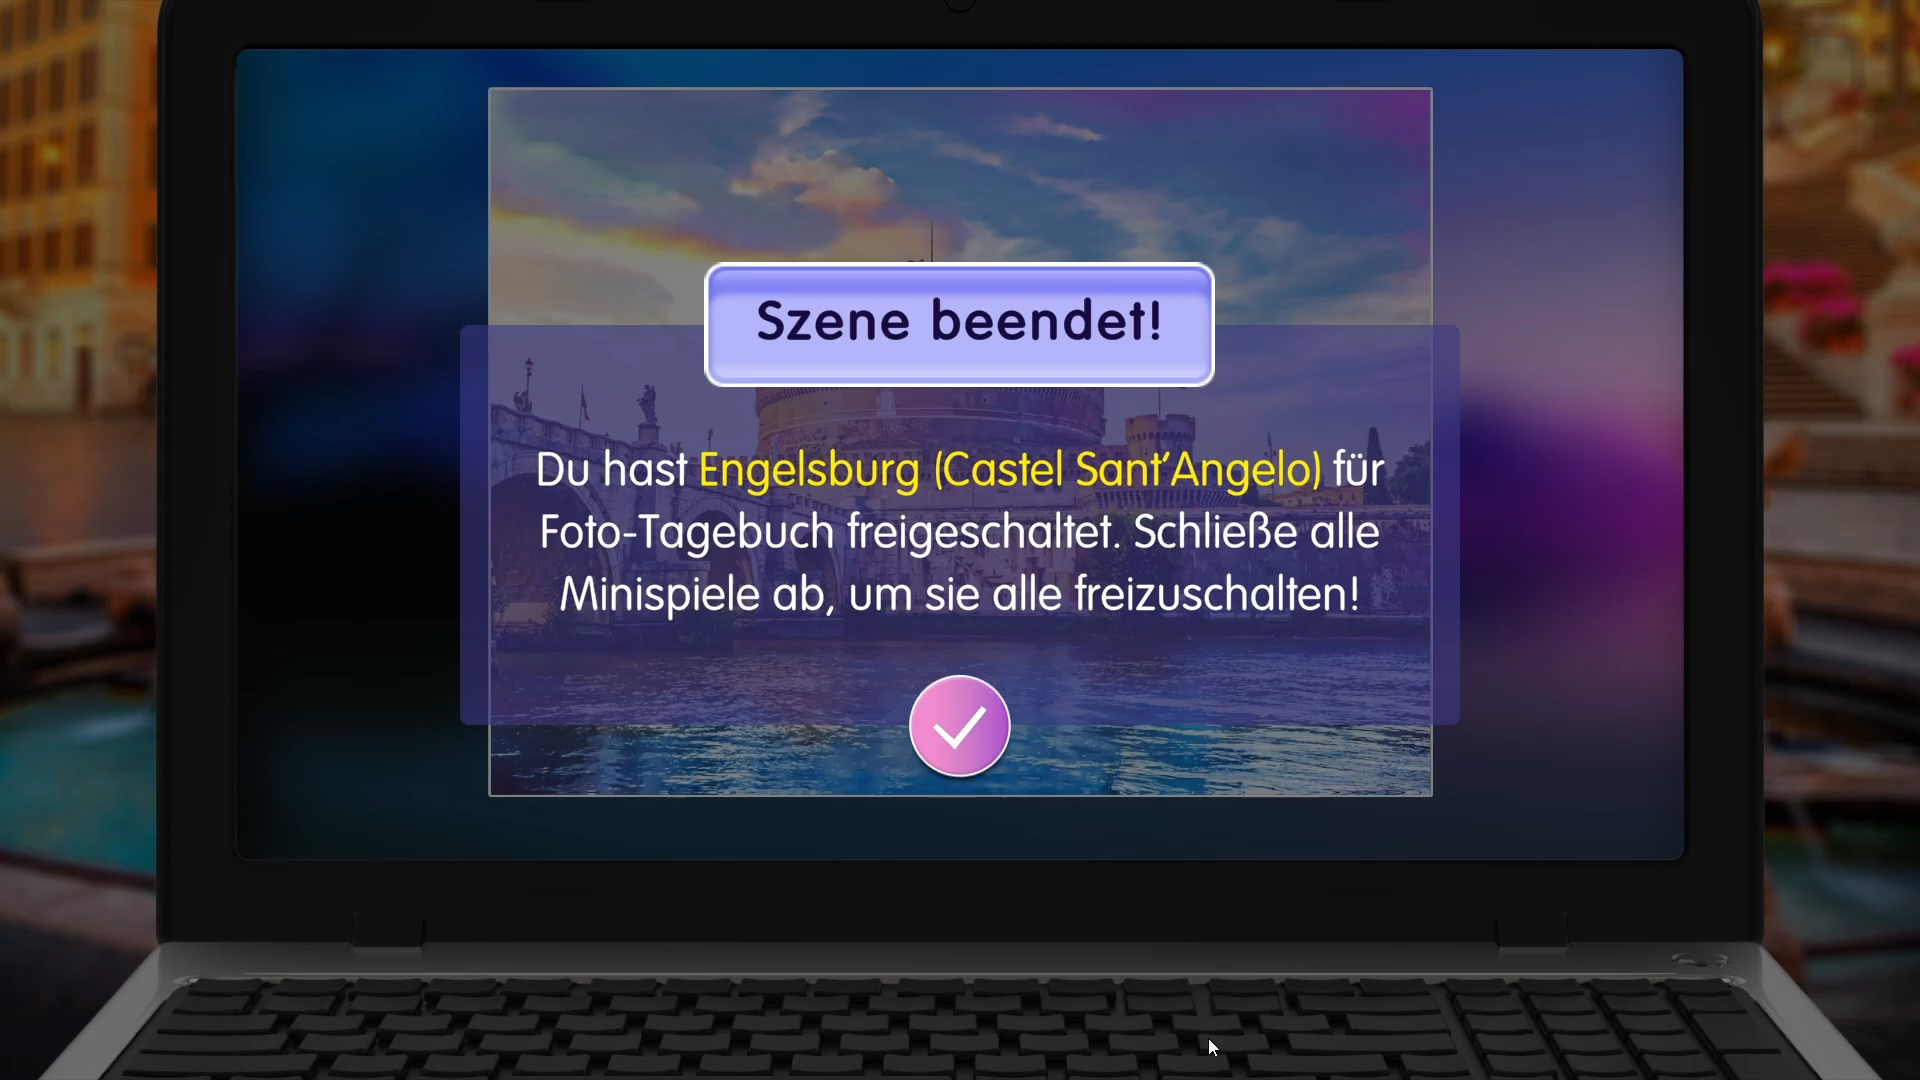 Szene beendet!
Du hast Engelsburg (Castel Sant'Angelo) für
Foto-Tagebuch freigeschaltet. Schließe alle
Minispiele ab, um sie alle freizuschalten!